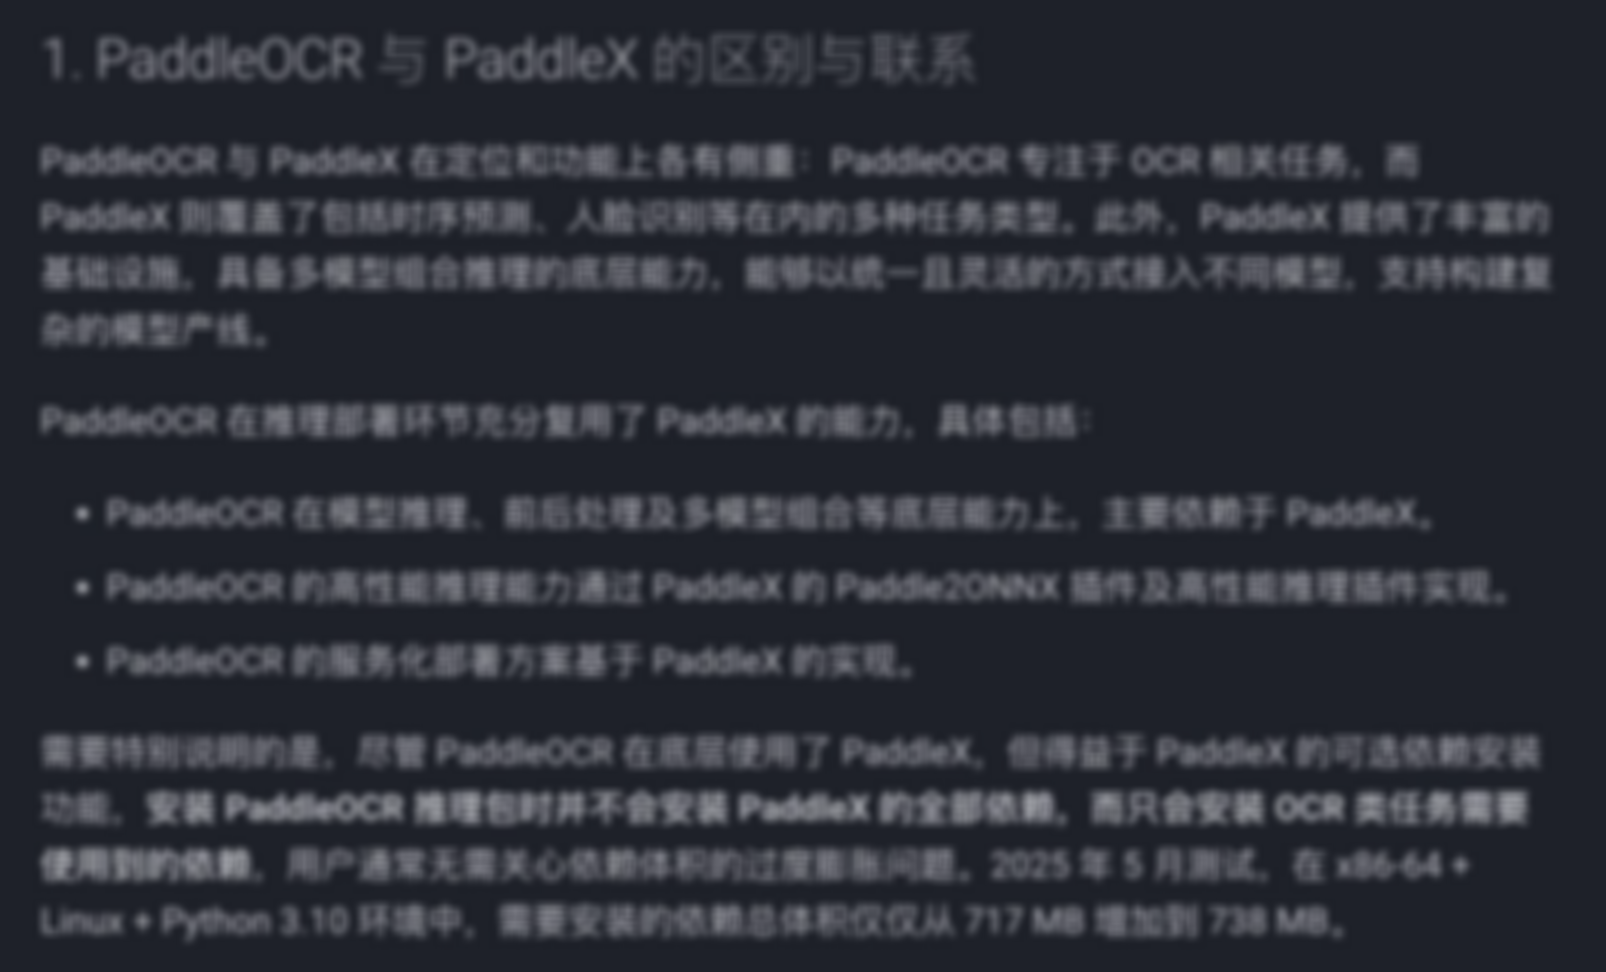 1. PaddleOCR 与 PaddleX 的区别与联系
PaddleOCR 与 PaddleX 在定位和功能上各有侧重：PaddleOCR 专注于 OCR 相关任务，而
PaddleX 则覆盖了包括时序预测、人脸识别等在内的多种任务类型。此外，PaddleX 提供了丰富的
基础设施，具备多模型组合推理的底层能力，能够以统一且灵活的方式接入不同模型，支持构建复
杂的模型产线。
PaddleOCR 在推理部署环节充分复用了 PaddleX 的能力，具体包括：
• PaddleOCR 在模型推理、前后处理及多模型组合等底层能力上，主要依赖于 PaddleX。
• PaddleOCR 的高性能推理能力通过 PaddleX 的 Paddle2ONNX 插件及高性能推理插件实现。
• PaddleOCR 的服务化部署方案基于 PaddleX 的实现。
需要特别说明的是，尽管 PaddleOCR 在底层使用了 PaddleX，但得益于 PaddleX 的可选依赖安装
功能，安装 PaddleOCR 推理包时并不会安装 PaddleX 的全部依赖，而只会安装 OCR 类任务需要
使用到的依赖，用户通常无需关心依赖体积的过度膨胀问题。2025 年 5 月测试，在 x86-64 +
Linux + Python 3.10 环境中，需要安装的依赖总体积仅仅从 717 MB 增加到 738 MB。